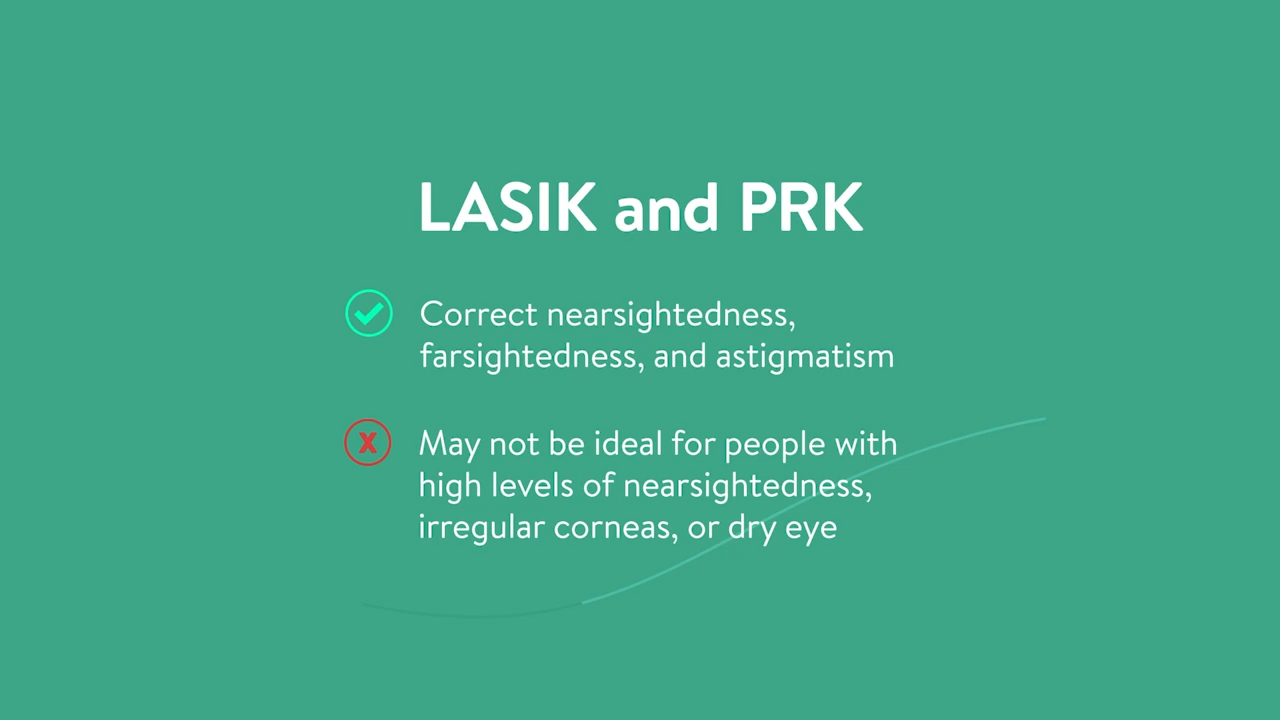 LASIK and PRK
Correct nearsightedness,
farsightedness, and astigmatism
X
May not be ideal for people with
high levels of nearsightedness,
irregular corneas, or dry eye